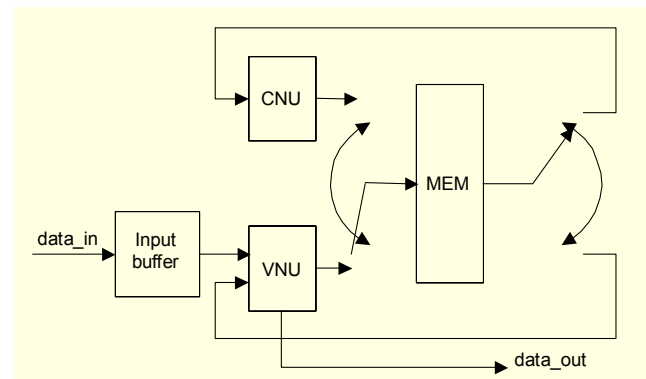 CNU
MEM
data_in
Input
buffer
VNU
data_out